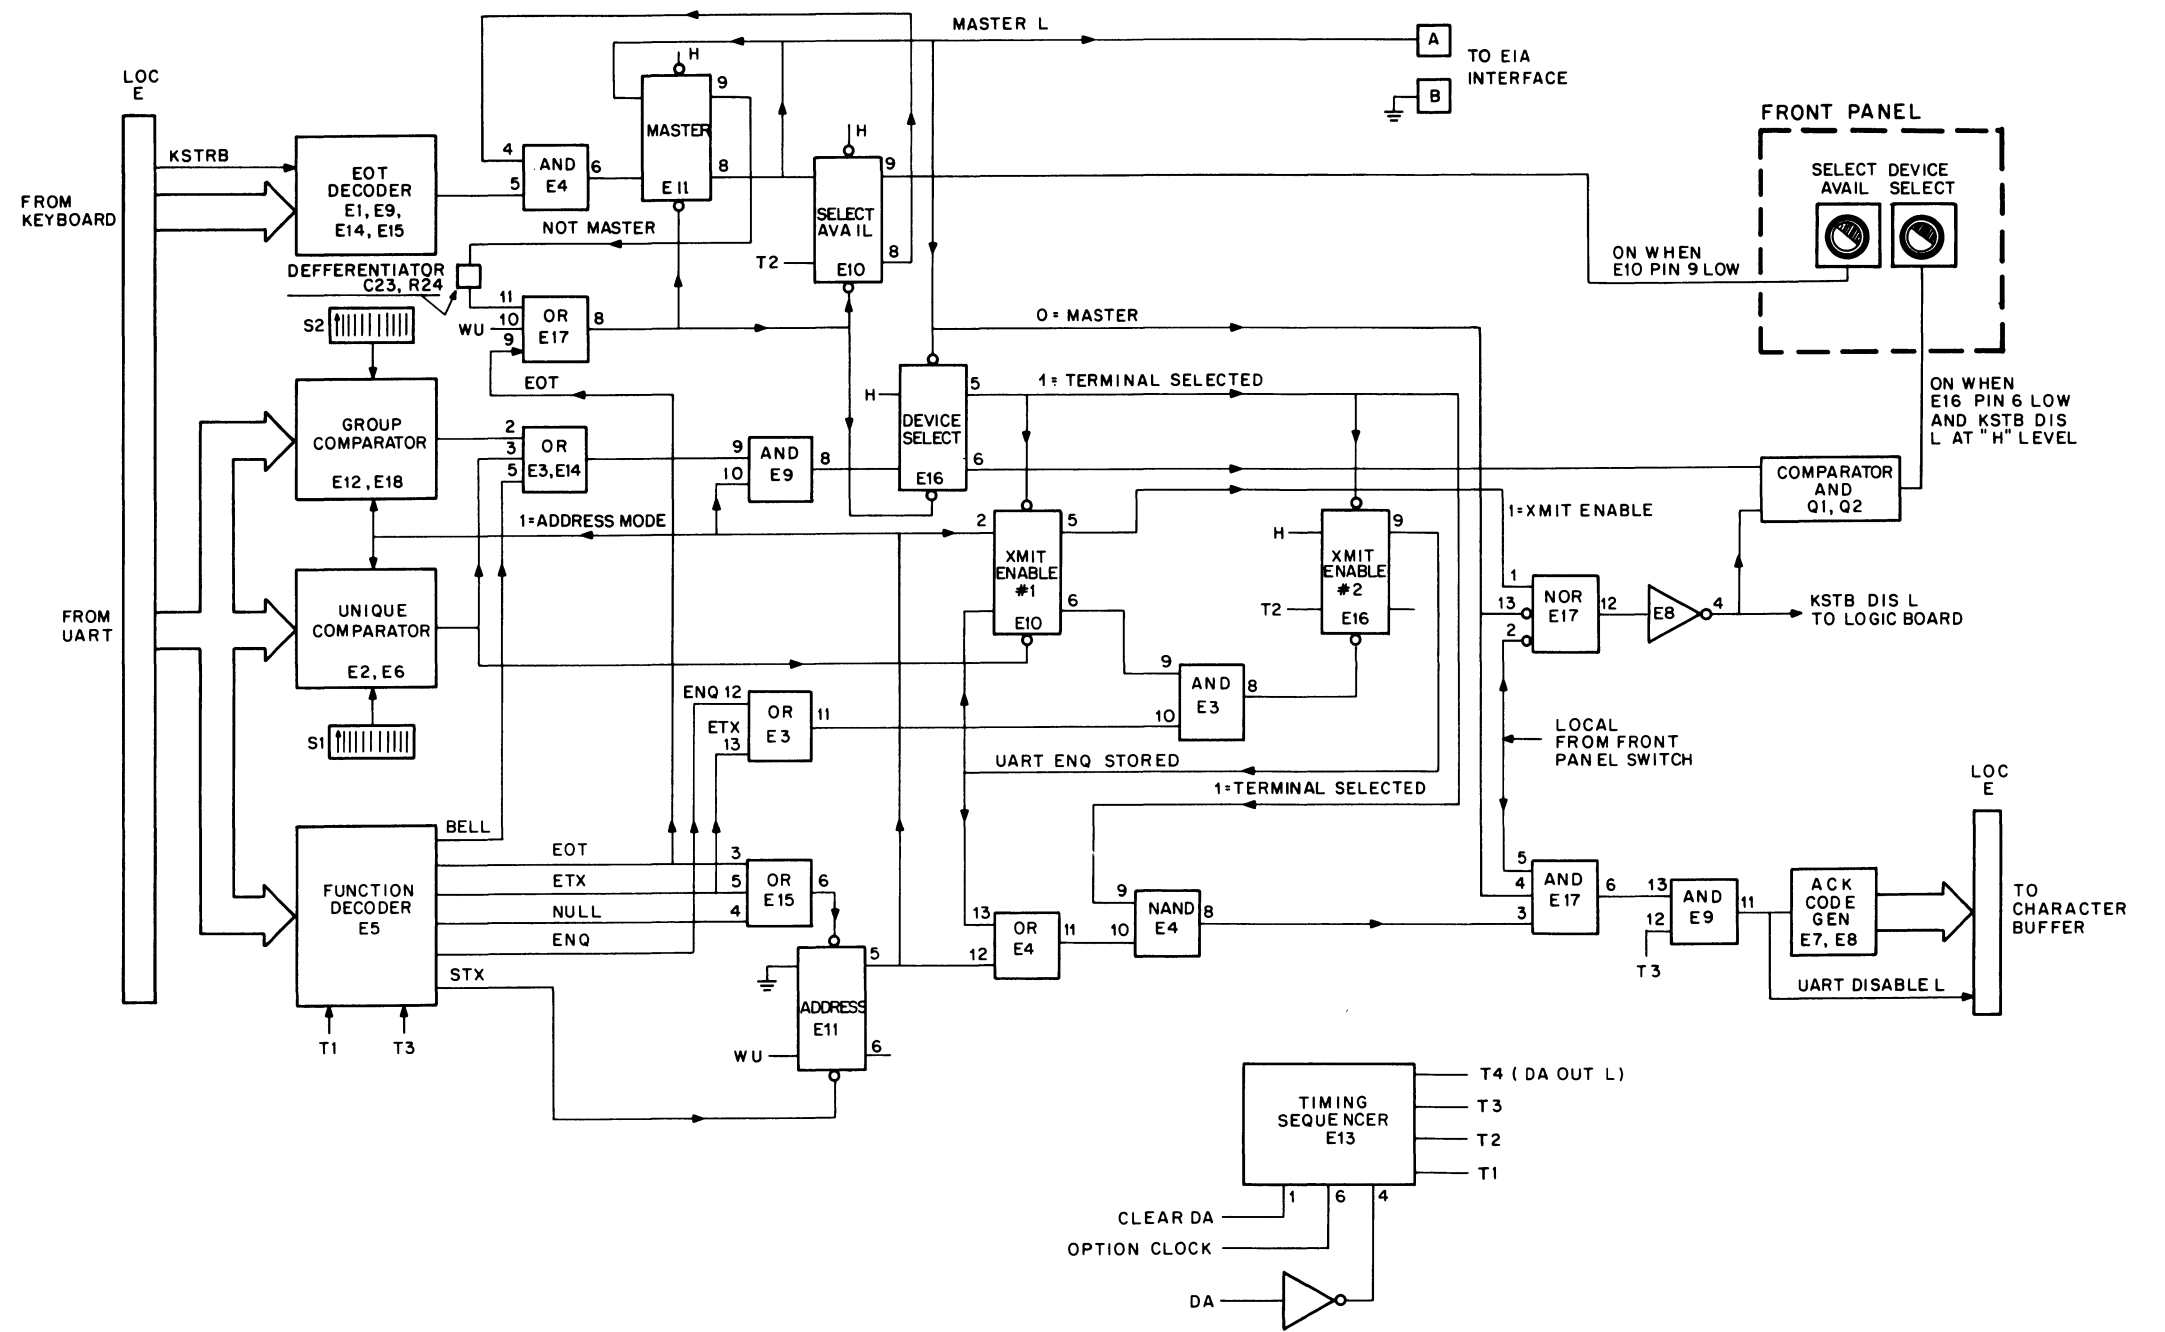 MASTER L
A
TO EIA
INTERFACE
B
LOC
E
FROM
KEYBOARD
KSTRB
EOT
DECODER
E1, E9,
E14, E15
4
5
AND
E4
6
H
9
MASTER
8
E11
NOT MASTER
H
9
SELECT
AVAIL
T2
8
E10
FRONT PANEL
SELECT DEVICE
AVAIL SELECT
ON WHEN
E10 PIN 9 LOW
DEFFERENTIATOR
C23, R24
S2
11
WU 10
9
OR
E17
8
EOT
O = MASTER
ON WHEN
E16 PIN 6 LOW
AND KSTB DIS
L AT "H" LEVEL
GROUP
COMPARATOR
E12, E18
2
3
5
OR
E3, E14
9
10
AND
E9
8
H
DEVICE
SELECT
E16
5
6
1 = TERMINAL SELECTED
COMPARATOR
AND
Q1, Q2
1=ADDRESS MODE
2
5
XMIT
ENABLE
#1
6
E10
H
9
XMIT
ENABLE
#2
T2
E16
1=XMIT ENABLE
1
13
2
NOR
E17
12
E8
4
KSTB DIS L
TO LOGIC BOARD
FROM
UART
UNIQUE
COMPARATOR
E2, E6
S1
ENQ 12
ETX
13
OR
E3
11
9
10
AND
E3
8
UART ENQ STORED
1=TERMINAL SELECTED
LOCAL
FROM FRONT
PANEL SWITCH
LOC
E
FUNCTION
DECODER
E5
BELL
EOT
ETX
NULL
ENQ
STX
T1
T3
3
5
4
OR
E15
6
ADDRESS
E11
5
WU
6
13
12
OR
E4
11
9
10
NAND
E4
8
5
4
3
AND
E17
6
13
12
T3
AND
E9
11
ACK
CODE
GEN
E7, E8
UART DISABLE L
TO
CHARACTER
BUFFER
TIMING
SEQUENCER
E13
T4 (DA OUT L)
T3
T2
T1
1
6
4
CLEAR DA
OPTION CLOCK
DA